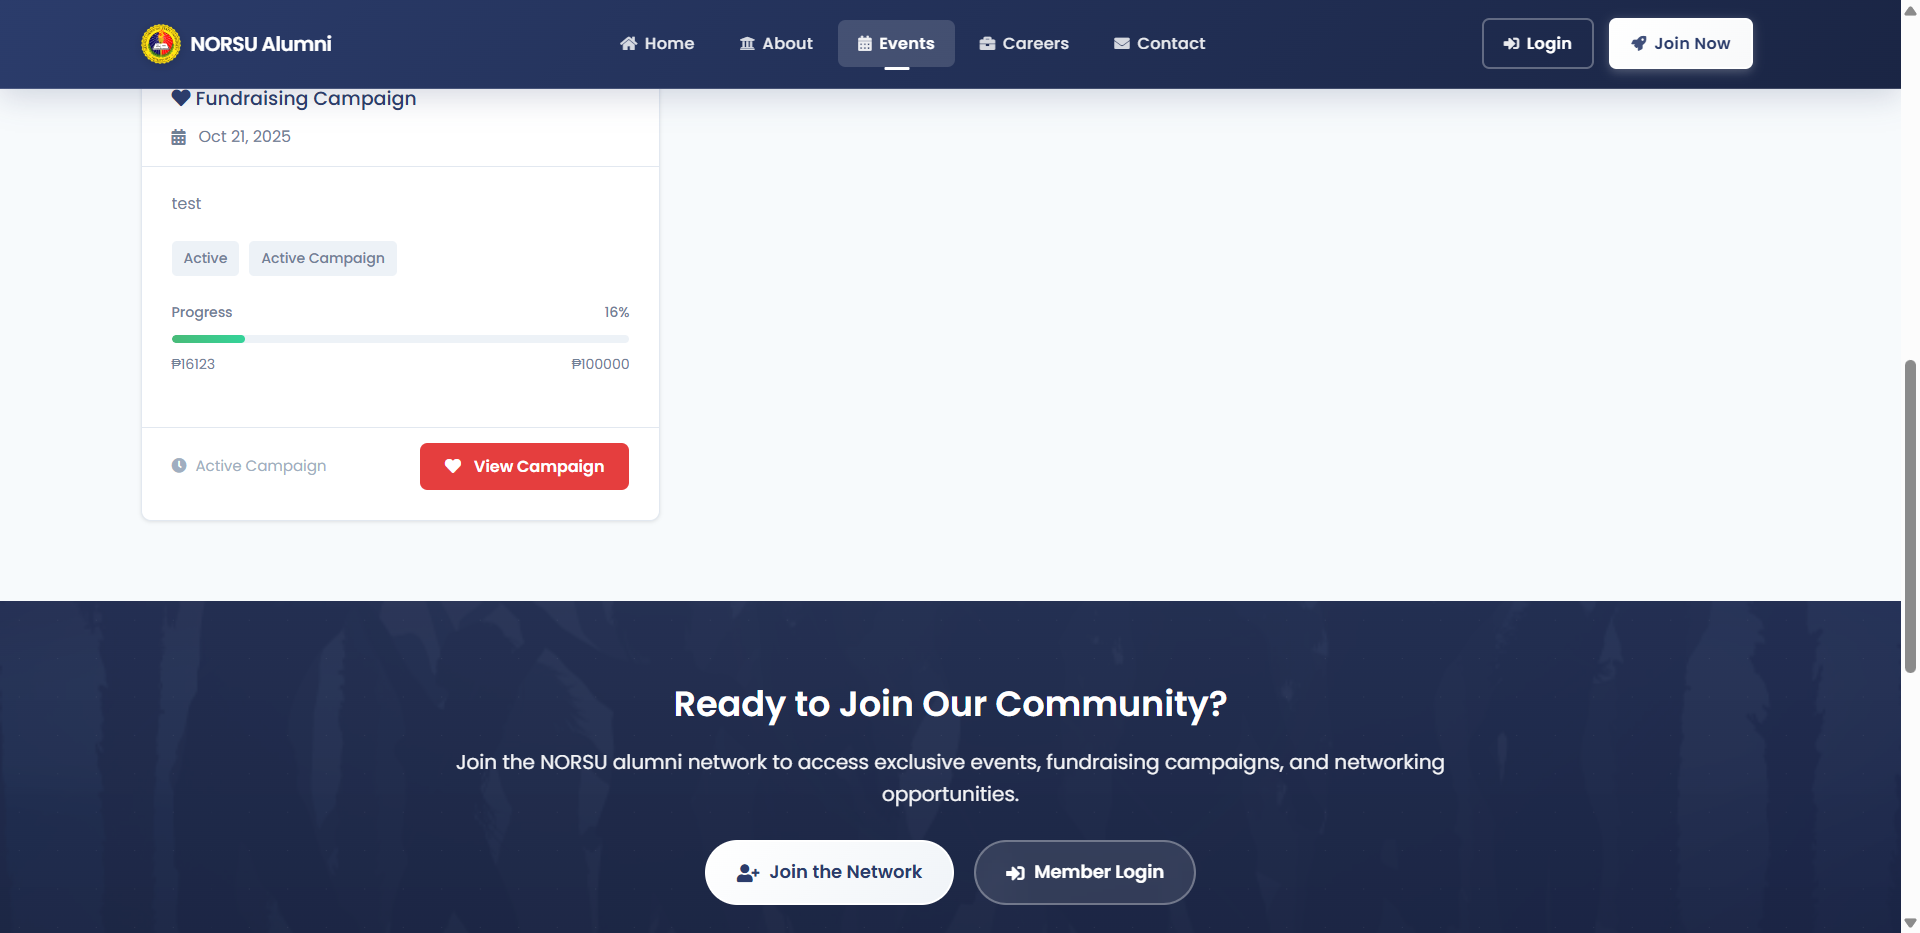 NORSU Alumni
Home
About
Events
Careers
Contact
Login
Join Now
Fundraising Campaign
Oct 21, 2025
test
Active
Active Campaign
Progress
16%
₱16123
₱100000
Active Campaign
View Campaign
Ready to Join Our Community?
Join the NORSU alumni network to access exclusive events, fundraising campaigns, and networking
opportunities.
Join the Network
Member Login